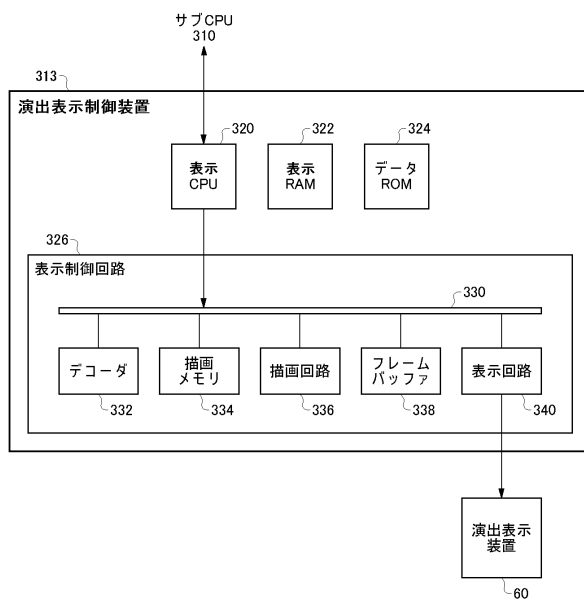 サブCPU
310
313
演出表示制御装置
320
322
324
表示
CPU
表示
RAM
データ
ROM
326
表示制御回路
330
デコーダ
描画
メモリ
描画回路
フレーム
バッファ
表示回路
332
334
336
338
340
演出表示
装置
60